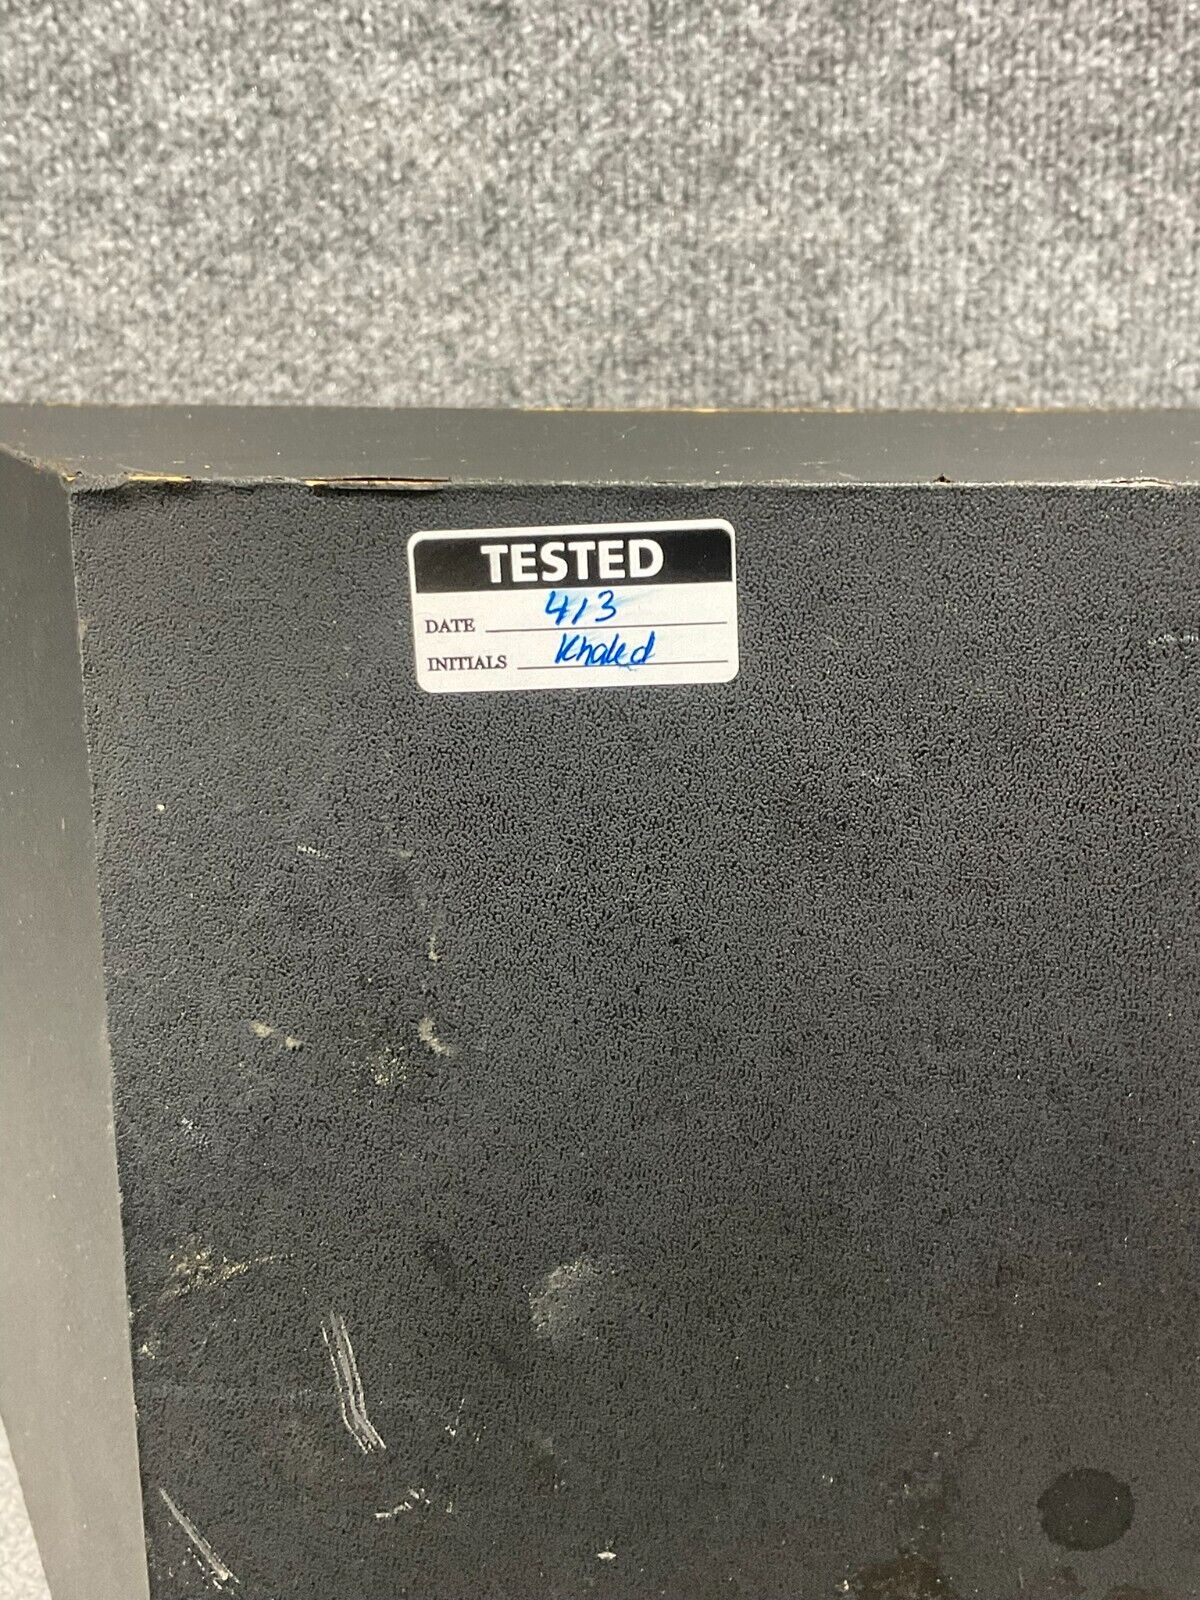 TESTED
DATE 4/3
INITIALS Khaled